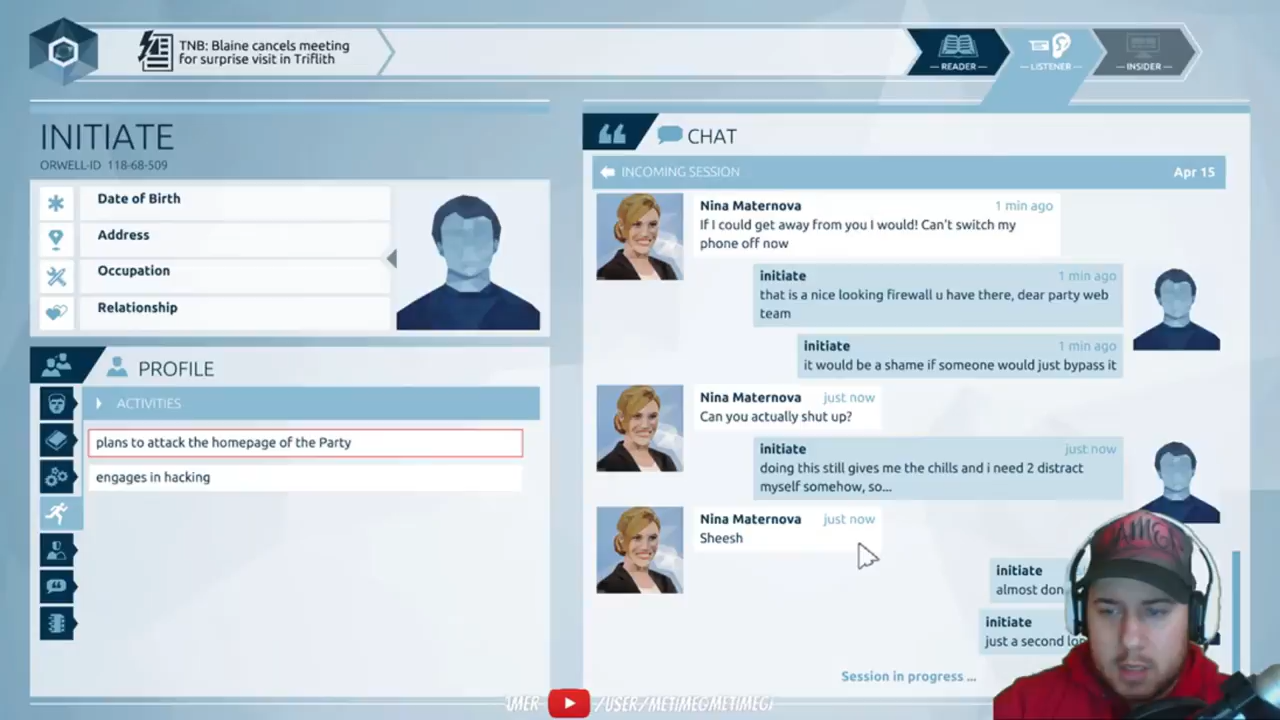 TNB: Blaine cancels meeting
for surprise visit in Triflith
— READER —
— LISTENER —
— INSIDER —
INITIATE
ORWELL-ID 118-68-509
Date of Birth
Address
Occupation
Relationship
PROFILE
ACTIVITIES
plans to attack the homepage of the Party
engages in hacking
CHAT
INCOMING SESSION
Apr 15
Nina Maternova 1 min ago
If I could get away from you I would! Can't switch my
phone off now
initiate 1 min ago
that is a nice looking firewall u have there, dear party web
team
initiate 1 min ago
it would be a shame if someone would just bypass it
Nina Maternova just now
Can you actually shut up?
initiate just now
doing this still gives me the chills and i need 2 distract
myself somehow, so...
Nina Maternova just now
Sheesh
initiate
almost don
initiate
just a second
Session in progress ...
/USER/METIMEGIMETIMEGI